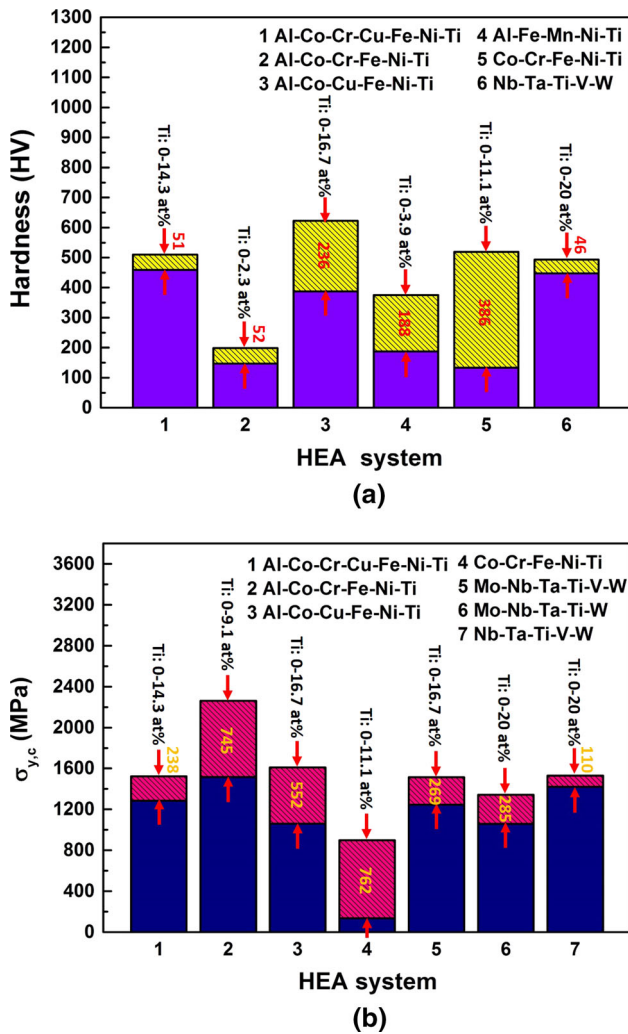 1300
1200
1100
1000
900
800
700
600
500
400
300
200
100
0
Hardness (HV)
1 Al-Co-Cr-Cu-Fe-Ni-Ti
2 Al-Co-Cr-Fe-Ni-Ti
3 Al-Co-Cu-Fe-Ni-Ti
4 Al-Fe-Mn-Ni-Ti
5 Co-Cr-Fe-Ni-Ti
6 Nb-Ta-Ti-V-W
Ti: 0-14.3 at%
51
Ti: 0-2.3 at%
52
Ti: 0-16.7 at%
236
Ti: 0-3.9 at%
188
Ti: 0-11.1 at%
386
Ti: 0-20 at%
46
1 2 3 4 5 6
HEA system
(a)
3600
3200
2800
2400
2000
1600
1200
800
400
0
σy,c (MPa)
1 Al-Co-Cr-Cu-Fe-Ni-Ti
2 Al-Co-Cr-Fe-Ni-Ti
3 Al-Co-Cu-Fe-Ni-Ti
4 Co-Cr-Fe-Ni-Ti
5 Mo-Nb-Ta-Ti-V-W
6 Mo-Nb-Ta-Ti-W
7 Nb-Ta-Ti-V-W
Ti: 0-14.3 at%
238
Ti: 0-9.1 at%
745
Ti: 0-16.7 at%
552
Ti: 0-11.1 at%
762
Ti: 0-16.7 at%
269
Ti: 0-20 at%
285
Ti: 0-20 at%
110
1 2 3 4 5 6 7
HEA system
(b)